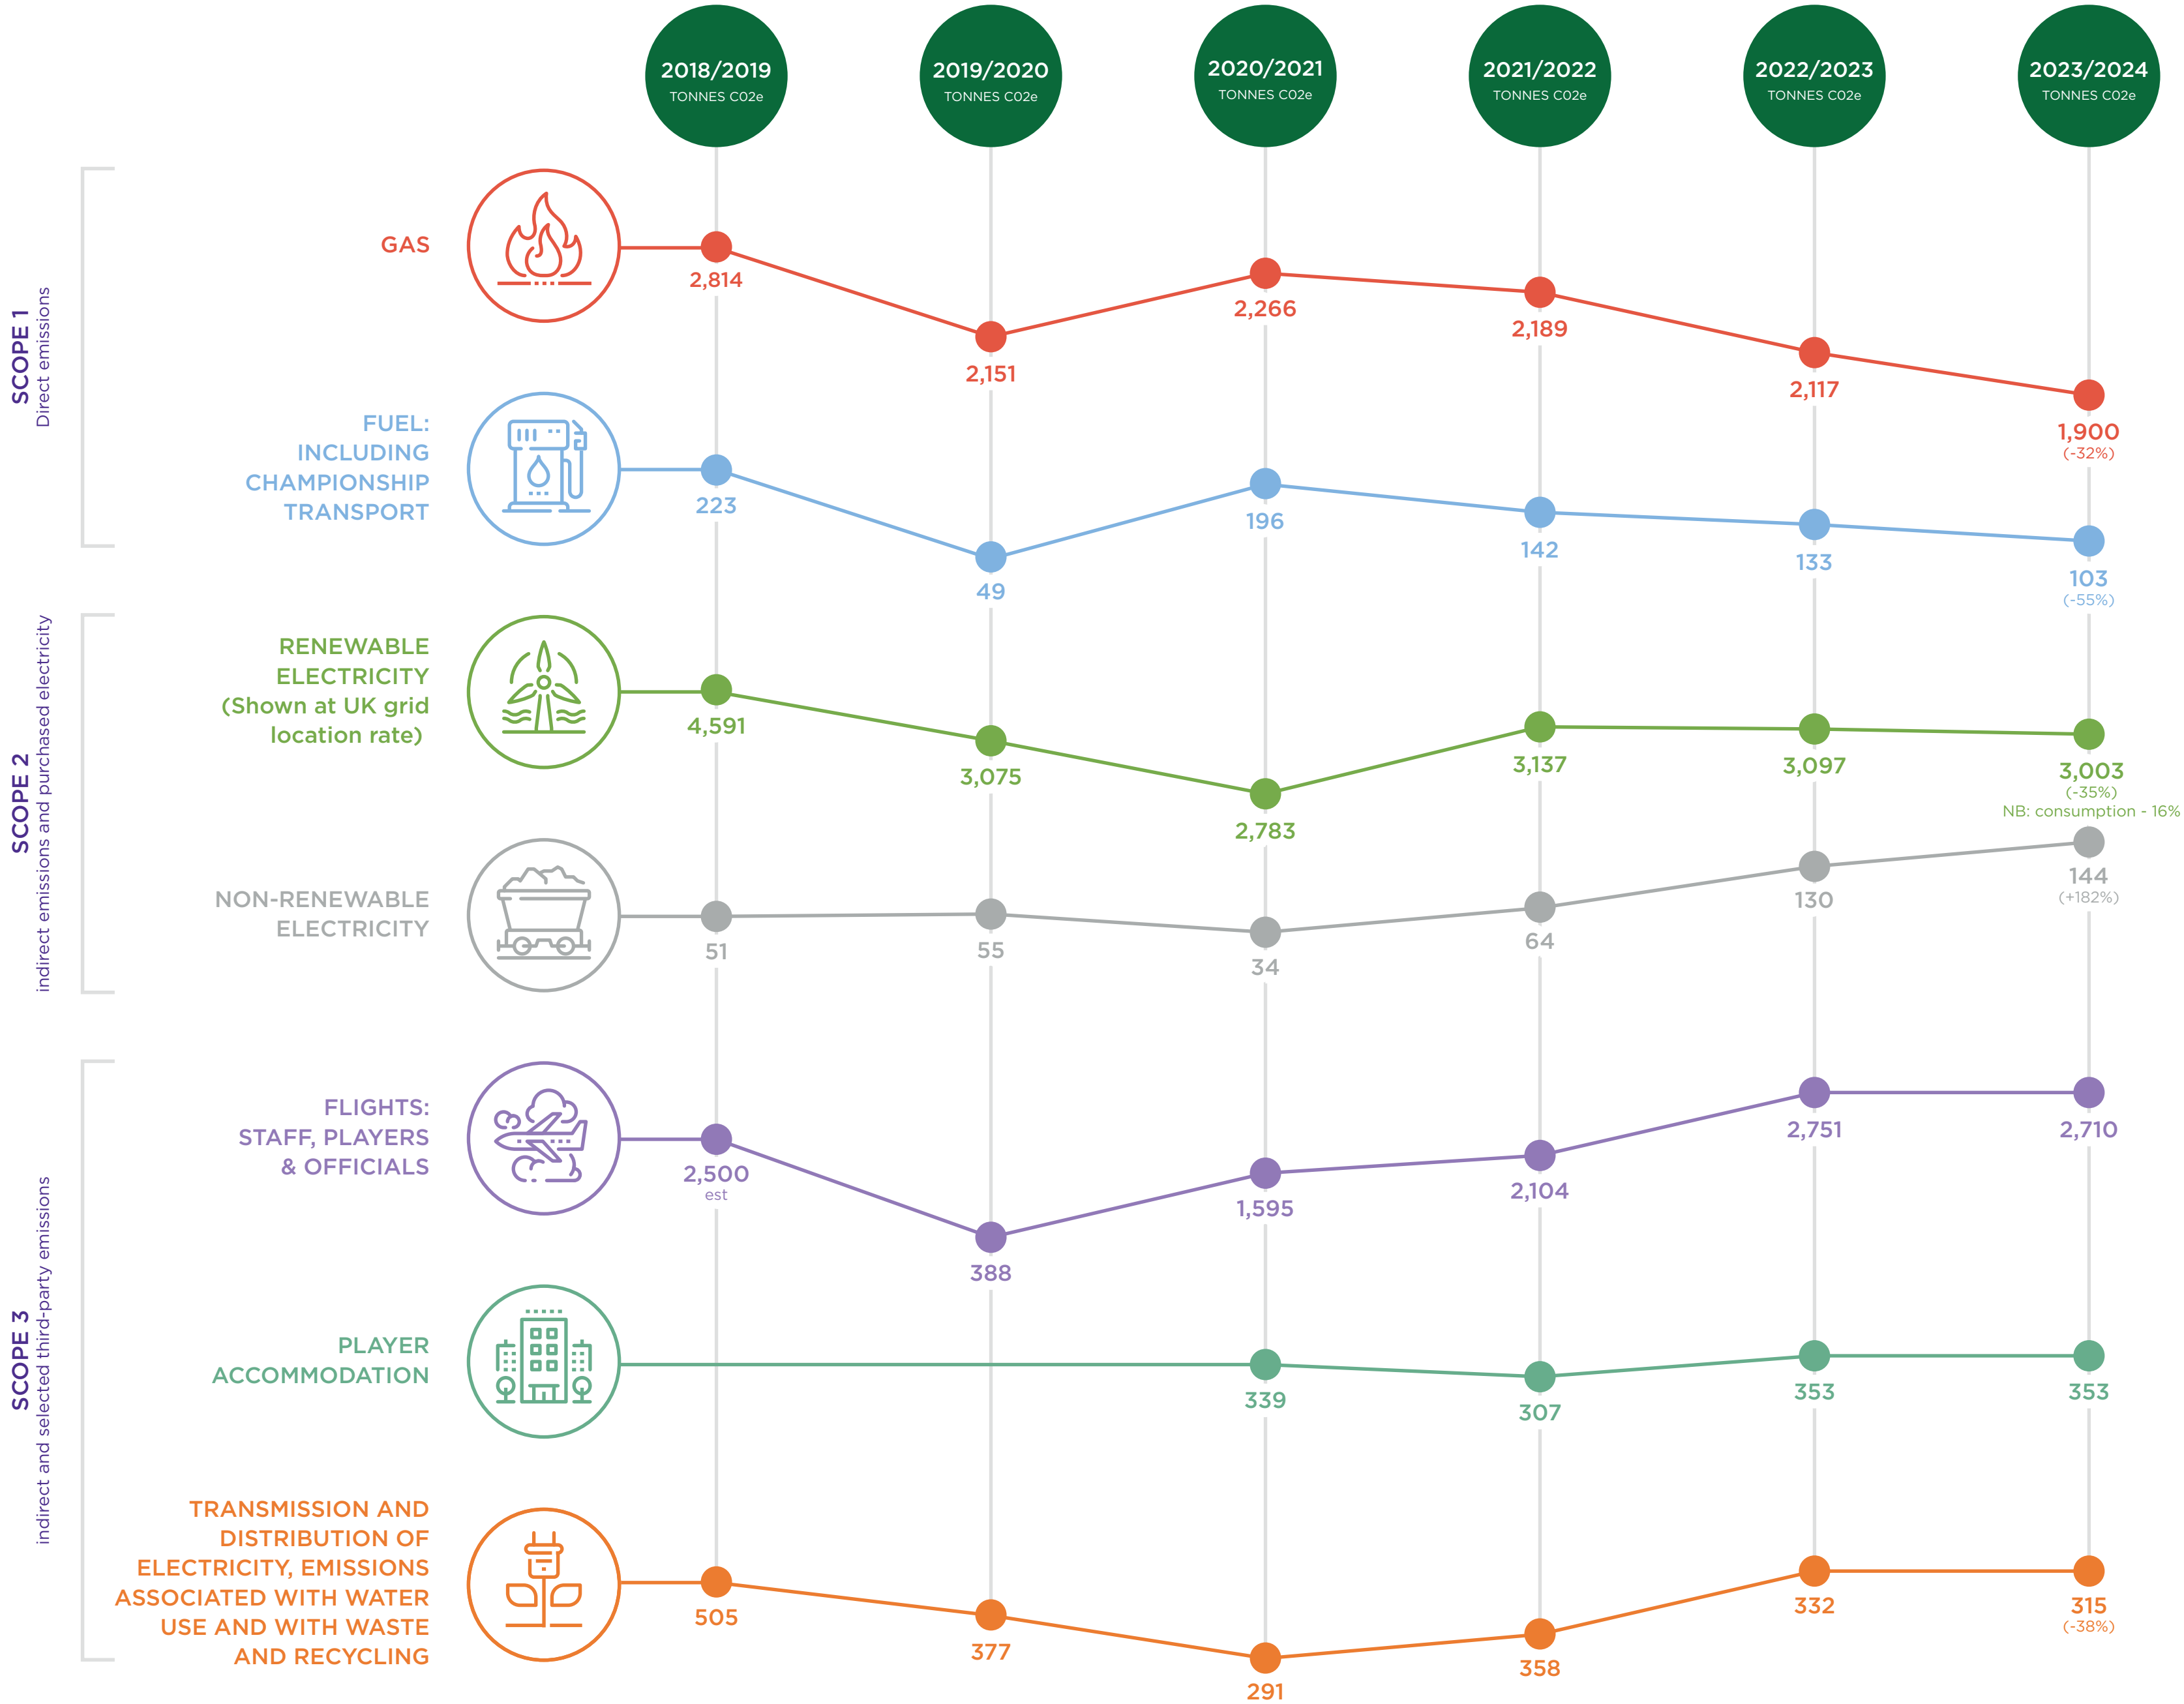 2018/2019
TONNES C02e
2019/2020
TONNES C02e
2020/2021
TONNES C02e
2021/2022
TONNES C02e
2022/2023
TONNES C02e
2023/2024
TONNES C02e
SCOPE 1
Direct emissions
GAS
2,814
2,151
2,266
2,189
2,117
1,900
(-32%)
FUEL:
INCLUDING
CHAMPIONSHIP
TRANSPORT
223
49
196
142
133
103
(-55%)
SCOPE 2
indirect emissions and purchased electricity
RENEWABLE
ELECTRICITY
(Shown at UK grid
location rate)
4,591
3,075
2,783
3,137
3,097
3,003
(-35%)
NB: consumption - 16%
NON-RENEWABLE
ELECTRICITY
51
55
34
64
130
144
(+182%)
SCOPE 3
indirect and selected third-party emissions
FLIGHTS:
STAFF, PLAYERS
& OFFICIALS
2,500
est
388
1,595
2,104
2,751
2,710
PLAYER
ACCOMMODATION
339
307
353
353
TRANSMISSION AND
DISTRIBUTION OF
ELECTRICITY, EMISSIONS
ASSOCIATED WITH WATER
USE AND WITH WASTE
AND RECYCLING
505
377
291
358
332
315
(-38%)